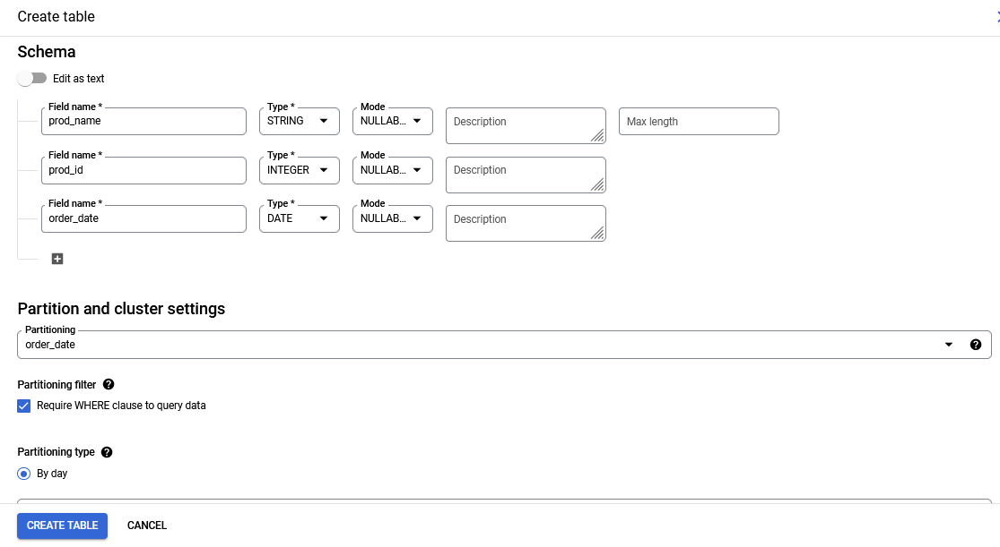 Create table
Schema
Edit as text
Field name * Type * Mode
prod_name STRING NULLAB... Description Max length
Field name * Type * Mode
prod_id INTEGER NULLAB... Description
Field name * Type * Mode
order_date DATE NULLAB... Description
Partition and cluster settings
Partitioning
order_date
Partitioning filter
Require WHERE clause to query data
Partitioning type
By day
CREATE TABLE CANCEL